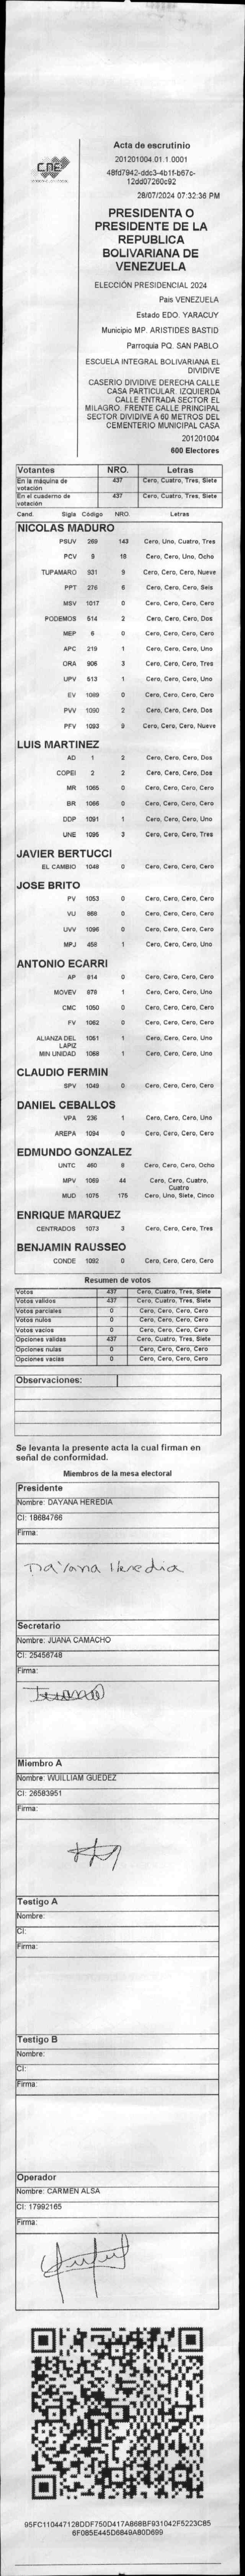 CNE
Acta de escrutinio
201201004.01.1.0001
48fd7942-ddc3-4b1f-b67c-
12dd07260c92
28/07/2024 07:32:36 PM
PRESIDENTA O
PRESIDENTE DE LA
REPUBLICA
BOLIVARIANA DE
VENEZUELA
ELECCIÓN PRESIDENCIAL 2024
Pais VENEZUELA
Estado EDO. YARACUY
Municipio MP. ARISTIDES BASTID
Parroquia PQ. SAN PABLO
ESCUELA INTEGRAL BOLIVARIANA EL
DIVIDIVE
CASERIO DIVIDIVE DERECHA CALLE
CASA PARTICULAR. IZQUIERDA
CALLE ENTRADA SECTOR EL
MILAGRO. FRENTE CALLE PRINCIPAL
SECTOR DIVIDIVE A 60 METROS DEL
CEMENTERIO MUNICIPAL CASA
201201004
600 Electores
Votantes NRO. Letras
En la máquina de votación 437 Cero, Cuatro, Tres, Siete
En el cuaderno de votación 437 Cero, Cuatro, Tres, Siete
Cand. Sigla Código NRO. Letras
NICOLAS MADURO
PSUV 269 143 Cero, Uno, Cuatro, Tres
PCV 9 18 Cero, Cero, Uno, Ocho
TUPAMARO 931 9 Cero, Cero, Cero, Nueve
PPT 276 6 Cero, Cero, Cero, Seis
MSV 1017 0 Cero, Cero, Cero, Cero
PODEMOS 514 2 Cero, Cero, Cero, Dos
MEP 6 0 Cero, Cero, Cero, Cero
APC 219 1 Cero, Cero, Cero, Uno
ORA 906 3 Cero, Cero, Cero, Tres
UPV 513 1 Cero, Cero, Cero, Uno
EV 1089 0 Cero, Cero, Cero, Cero
PVV 1090 2 Cero, Cero, Cero, Dos
PFV 1093 9 Cero, Cero, Cero, Nueve
LUIS MARTINEZ
AD 1 2 Cero, Cero, Cero, Dos
COPEI 2 2 Cero, Cero, Cero, Dos
MR 1065 0 Cero, Cero, Cero, Cero
BR 1066 0 Cero, Cero, Cero, Cero
DDP 1091 1 Cero, Cero, Cero, Uno
UNE 1095 3 Cero, Cero, Cero, Tres
JAVIER BERTUCCI
EL CAMBIO 1048 0 Cero, Cero, Cero, Cero
JOSE BRITO
PV 1053 0 Cero, Cero, Cero, Cero
VU 868 0 Cero, Cero, Cero, Cero
UVV 1096 0 Cero, Cero, Cero, Cero
MPJ 458 1 Cero, Cero, Cero, Uno
ANTONIO ECARRI
AP 814 0 Cero, Cero, Cero, Cero
MOVEV 679 1 Cero, Cero, Cero, Uno
CMC 1050 0 Cero, Cero, Cero, Cero
FV 1062 0 Cero, Cero, Cero, Cero
ALIANZA DEL LAPIZ 1051 1 Cero, Cero, Cero, Uno
MIN UNIDAD 1068 1 Cero, Cero, Cero, Uno
CLAUDIO FERMIN
SPV 1049 0 Cero, Cero, Cero, Cero
DANIEL CEBALLOS
VPA 236 1 Cero, Cero, Cero, Uno
AREPA 1094 0 Cero, Cero, Cero, Cero
EDMUNDO GONZALEZ
UNTC 460 8 Cero, Cero, Cero, Ocho
MPV 1069 44 Cero, Cero, Cuatro, Cuatro
MUD 1075 175 Cero, Uno, Siete, Cinco
ENRIQUE MARQUEZ
CENTRADOS 1073 3 Cero, Cero, Cero, Tres
BENJAMIN RAUSSEO
CONDE 1092 0 Cero, Cero, Cero, Cero
Resumen de votos
Votos 437 Cero, Cuatro, Tres, Siete
Votos validos 437 Cero, Cuatro, Tres, Siete
Votos parciales 0 Cero, Cero, Cero, Cero
Votos nulos 0 Cero, Cero, Cero, Cero
Votos vacios 0 Cero, Cero, Cero, Cero
Opciones validas 437 Cero, Cuatro, Tres, Siete
Opciones nulas 0 Cero, Cero, Cero, Cero
Opciones vacias 0 Cero, Cero, Cero, Cero
Observaciones:
Se levanta la presente acta la cual firman en
señal de conformidad.
Miembros de la mesa electoral
Presidente
Nombre: DAYANA HEREDIA
CI: 18684766
Firma:
Dayana Heredia
Secretario
Nombre: JUANA CAMACHO
CI: 25456748
Firma:
Miembro A
Nombre: WUILLIAM GUEDEZ
CI: 26583951
Firma:
Testigo A
Nombre:
CI:
Firma:
Testigo B
Nombre:
CI:
Firma:
Operador
Nombre: CARMEN ALSA
CI: 17992165
Firma:
95FC110447128DDF750D417A868BF931042F5223C85
6F085E445D6849A80D699